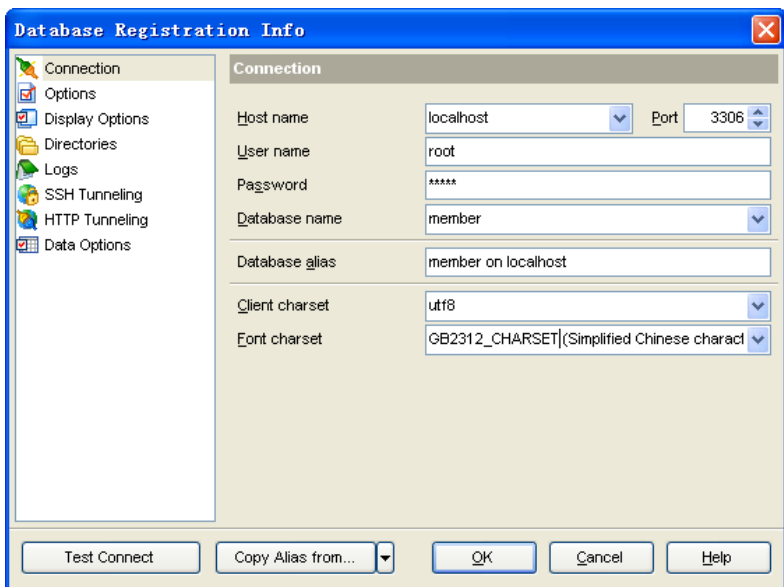 Database Registration Info
Connection
Options
Display Options
Directories
Logs
SSH Tunneling
HTTP Tunneling
Data Options
Connection
Host name localhost Port 3306
User name root
Password *****
Database name member
Database alias member on localhost
Client charset utf8
Font charset GB2312_CHARSET (Simplified Chinese charact
Test Connect Copy Alias from... OK Cancel Help